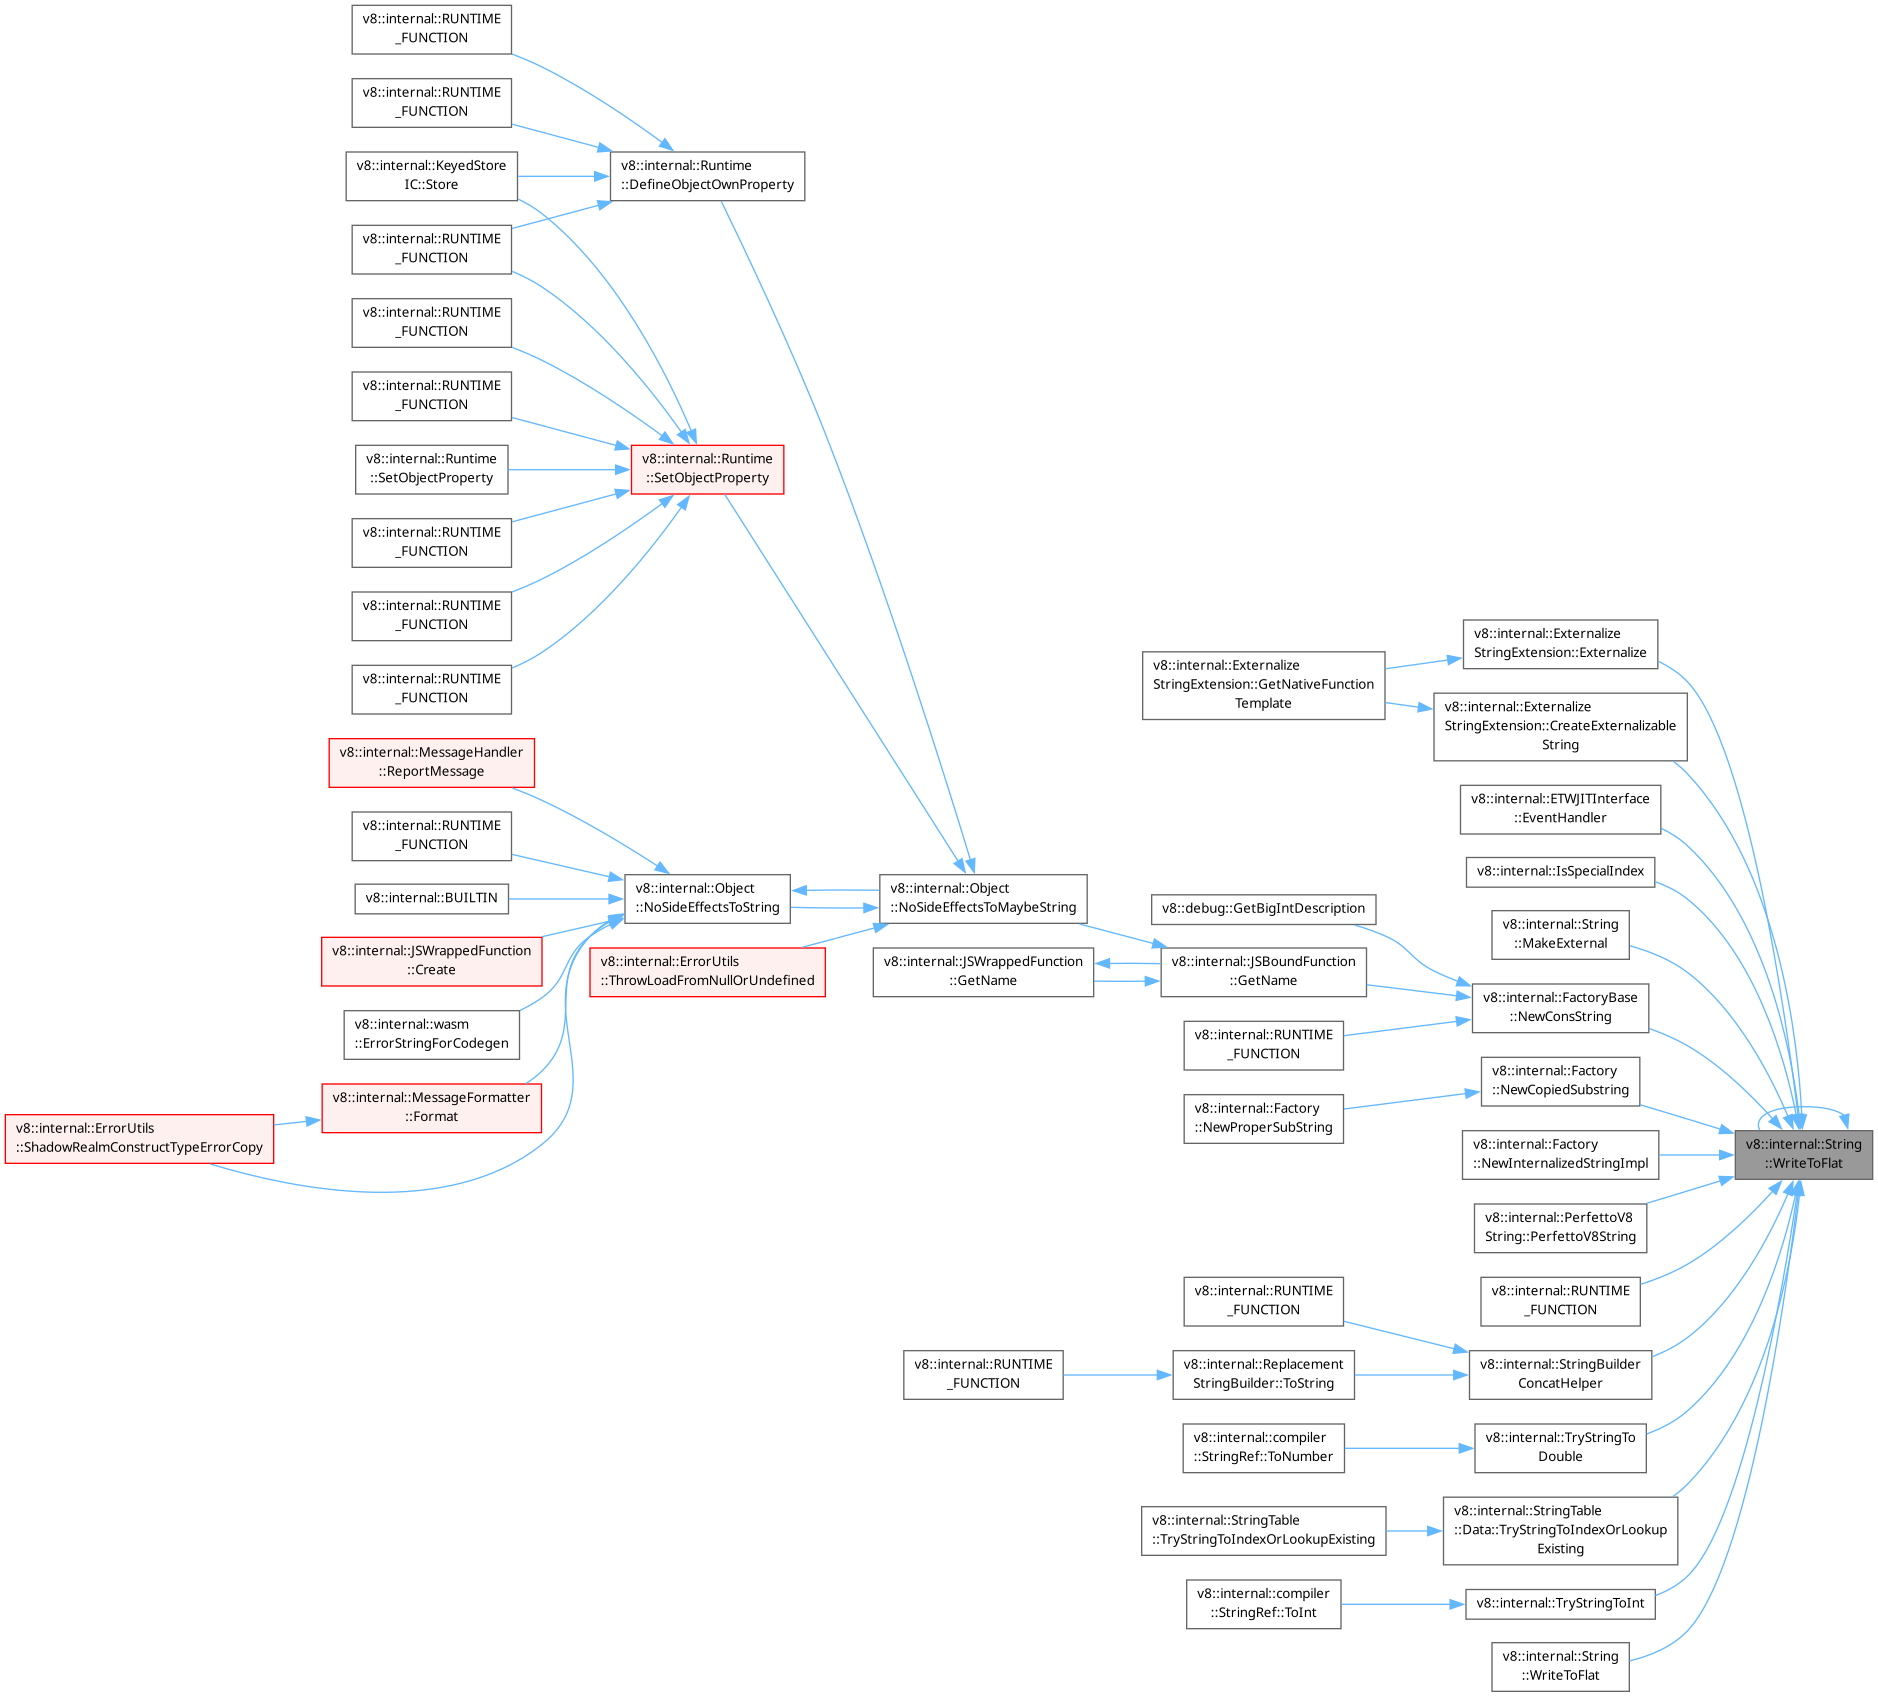 v8::internal::RUNTIME
_FUNCTION
v8::internal::RUNTIME
_FUNCTION
v8::internal::KeyedStore
IC::Store
v8::internal::RUNTIME
_FUNCTION
v8::internal::RUNTIME
_FUNCTION
v8::internal::RUNTIME
_FUNCTION
v8::internal::Runtime
::SetObjectProperty
v8::internal::RUNTIME
_FUNCTION
v8::internal::RUNTIME
_FUNCTION
v8::internal::RUNTIME
_FUNCTION
v8::internal::MessageHandler
::ReportMessage
v8::internal::RUNTIME
_FUNCTION
v8::internal::BUILTIN
v8::internal::JSWrappedFunction
::Create
v8::internal::wasm
::ErrorStringForCodegen
v8::internal::MessageFormatter
::Format
v8::internal::ErrorUtils
::ShadowRealmConstructTypeErrorCopy
v8::internal::Runtime
::DefineObjectOwnProperty
v8::internal::Runtime
::SetObjectProperty
v8::internal::Object
::NoSideEffectsToString
v8::internal::ErrorUtils
::ThrowLoadFromNullOrUndefined
v8::internal::Object
::NoSideEffectsToMaybeString
v8::internal::JSWrappedFunction
::GetName
v8::internal::RUNTIME
_FUNCTION
v8::internal::Externalize
StringExtension::GetNativeFunction
Template
v8::debug::GetBigIntDescription
v8::internal::JSBoundFunction
::GetName
v8::internal::RUNTIME
_FUNCTION
v8::internal::Factory
::NewProperSubString
v8::internal::RUNTIME
_FUNCTION
v8::internal::Replacement
StringBuilder::ToString
v8::internal::compiler
::StringRef::ToNumber
v8::internal::StringTable
::TryStringToIndexOrLookupExisting
v8::internal::compiler
::StringRef::ToInt
v8::internal::Externalize
StringExtension::Externalize
v8::internal::Externalize
StringExtension::CreateExternalizable
String
v8::internal::ETWJITInterface
::EventHandler
v8::internal::IsSpecialIndex
v8::internal::String
::MakeExternal
v8::internal::FactoryBase
::NewConsString
v8::internal::Factory
::NewCopiedSubstring
v8::internal::Factory
::NewInternalizedStringImpl
v8::internal::PerfettoV8
String::PerfettoV8String
v8::internal::RUNTIME
_FUNCTION
v8::internal::StringBuilder
ConcatHelper
v8::internal::TryStringTo
Double
v8::internal::StringTable
::Data::TryStringToIndexOrLookup
Existing
v8::internal::TryStringToInt
v8::internal::String
::WriteToFlat
v8::internal::String
::WriteToFlat